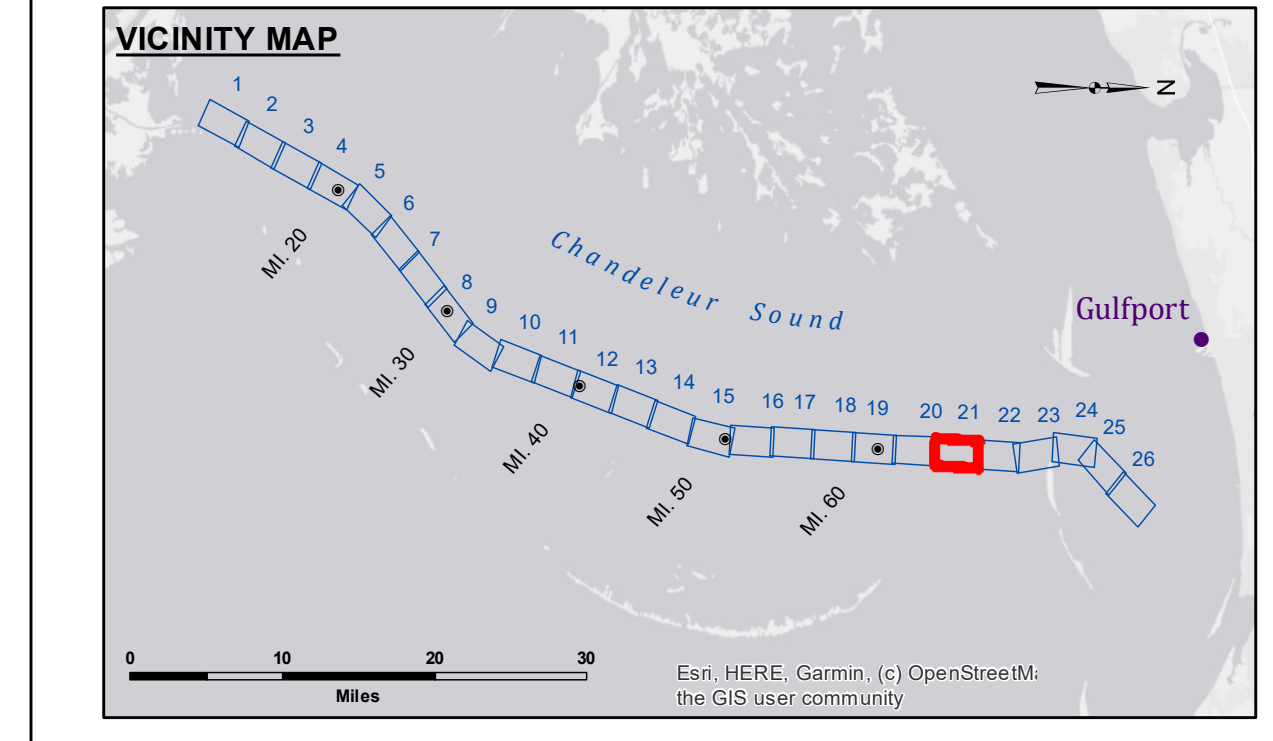 VICINITY MAP
N
1
2
3
4
5
6
7
8
9
10
11
12
13
14
15
16
17
18
19
20
21
22
23
24
25
26
MI. 20
MI. 30
MI. 40
MI. 50
MI. 60
Chandeleur Sound
Gulfport
0 10 20 30
Miles
Esri, HERE, Garmin, (c) OpenStreetMa
the GIS user community